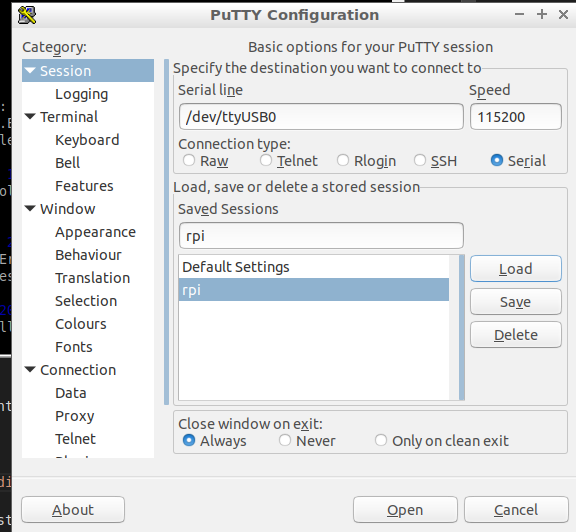 PuTTY Configuration
Category:
Session
Logging
Terminal
Keyboard
Bell
Features
Window
Appearance
Behaviour
Translation
Selection
Colours
Fonts
Connection
Data
Proxy
Telnet
Basic options for your PuTTY session
Specify the destination you want to connect to
Serial line Speed
/dev/ttyUSB0 115200
Connection type:
Raw Telnet Rlogin SSH Serial
Load, save or delete a stored session
Saved Sessions
rpi
Default Settings
rpi
Load
Save
Delete
Close window on exit:
Always Never Only on clean exit
About Open Cancel